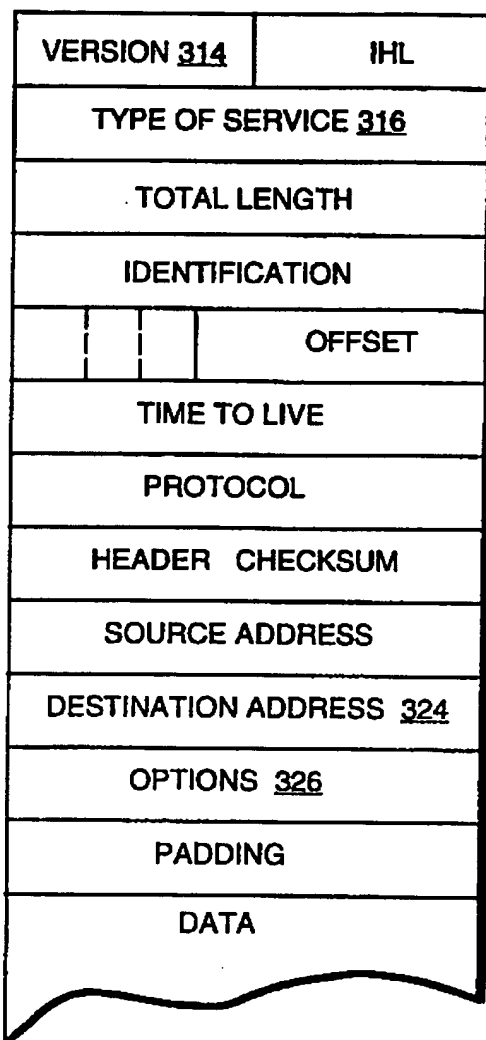 VERSION 314 IHL
TYPE OF SERVICE 316
TOTAL LENGTH
IDENTIFICATION
OFFSET
TIME TO LIVE
PROTOCOL
HEADER CHECKSUM
SOURCE ADDRESS
DESTINATION ADDRESS 324
OPTIONS 326
PADDING
DATA